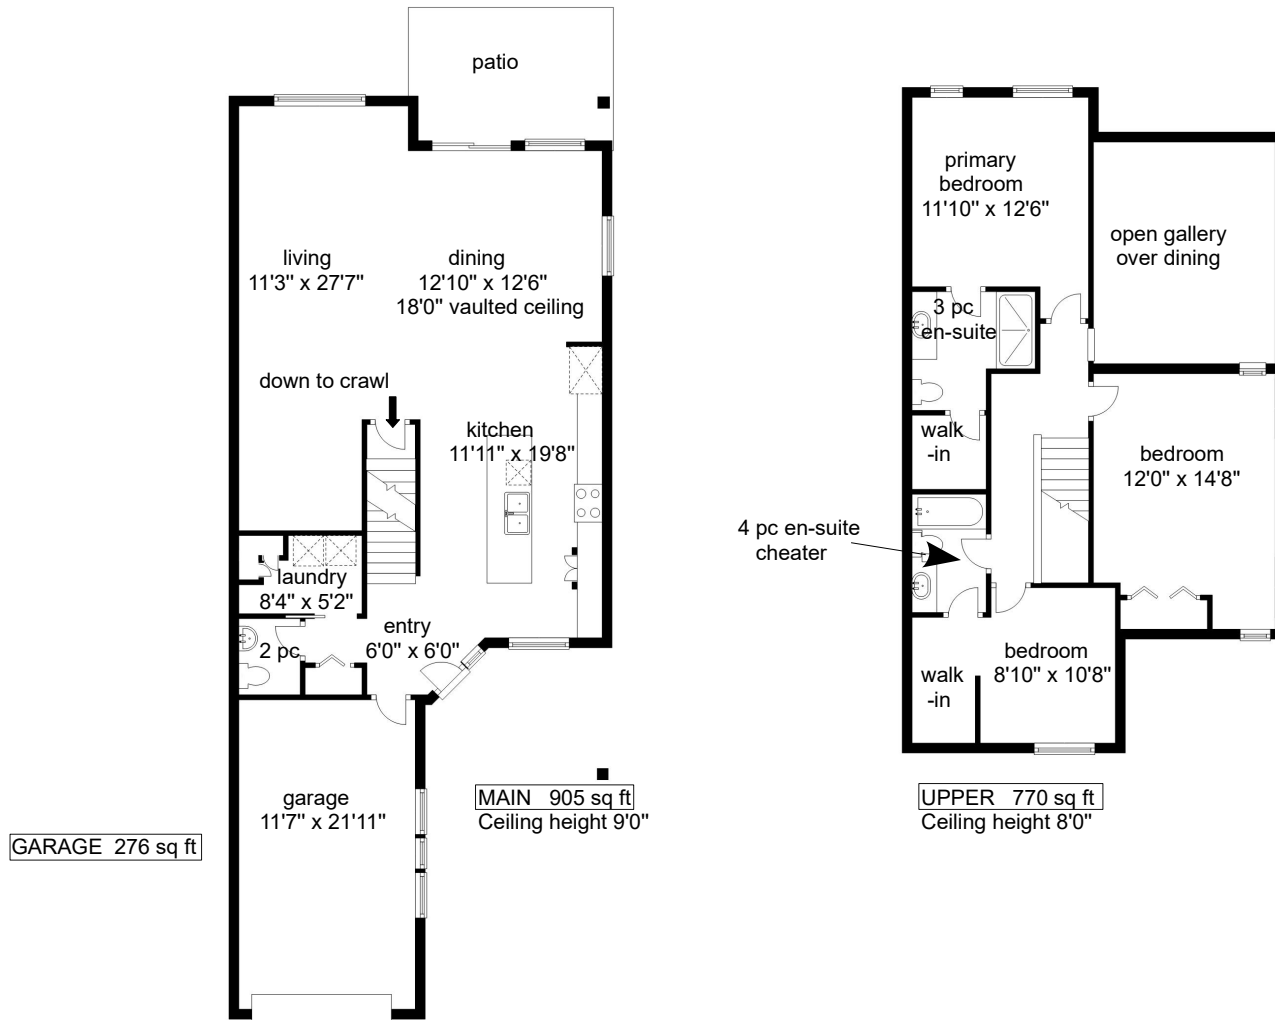 patio
living
11'3" x 27'7"
dining
12'10" x 12'6"
18'0" vaulted ceiling
down to crawl
kitchen
11'11" x 19'8"
laundry
8'4" x 5'2"
entry
6'0" x 6'0"
2 pc
garage
11'7" x 21'11"
MAIN 905 sq ft
Ceiling height 9'0"
GARAGE 276 sq ft
primary
bedroom
11'10" x 12'6"
open gallery
over dining
3 pc
en-suite
walk
-in
bedroom
12'0" x 14'8"
4 pc en-suite
cheater
bedroom
8'10" x 10'8"
walk
-in
UPPER 770 sq ft
Ceiling height 8'0"